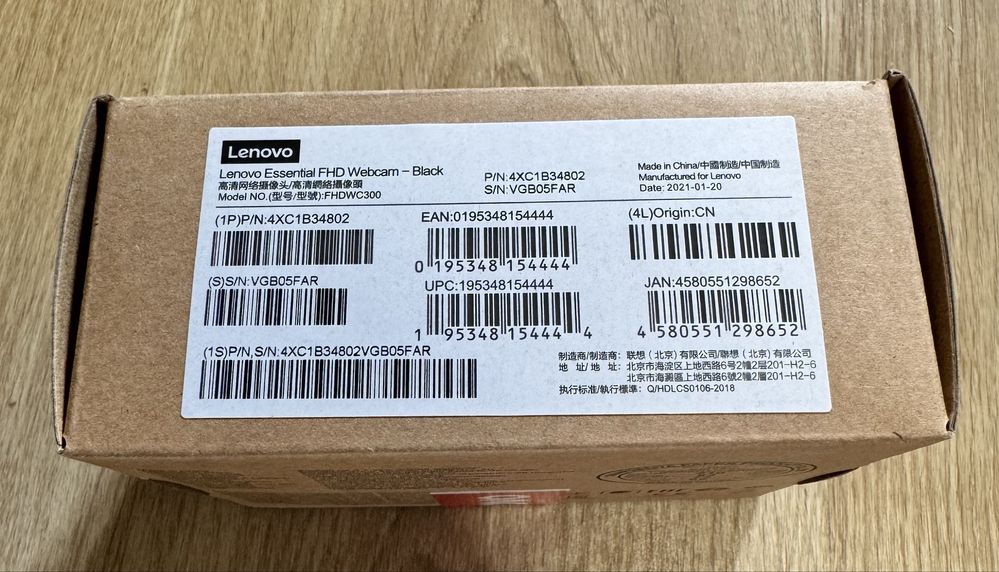 Lenovo
Lenovo Essential FHD Webcam – Black
高清网络摄像头/高清網絡攝像頭
Model NO.(型号/型號):FHDWC300
P/N:4XC1B34802
S/N:VGB05FAR
Made in China/中國制造/中国制造
Manufactured for Lenovo
Date: 2021-01-20
(1P)P/N:4XC1B34802
EAN:0195348154444
(4L)Origin:CN
0 195348 154444
(S)S/N:VGB05FAR
UPC:195348154444
JAN:4580551298652
1 95348 15444 4
4 580551 298652
(1S)P/N,S/N:4XC1B34802VGB05FAR
制造商/制造商: 联想（北京）有限公司/聯想（北京）有限公司
地 址/地 址: 北京市海淀区上地西路6号2幢2层201-H2-6
北京市海澱區上地西路6號2幢2層201-H2-6
执行标准/執行標準: Q/HDLCS0106-2018